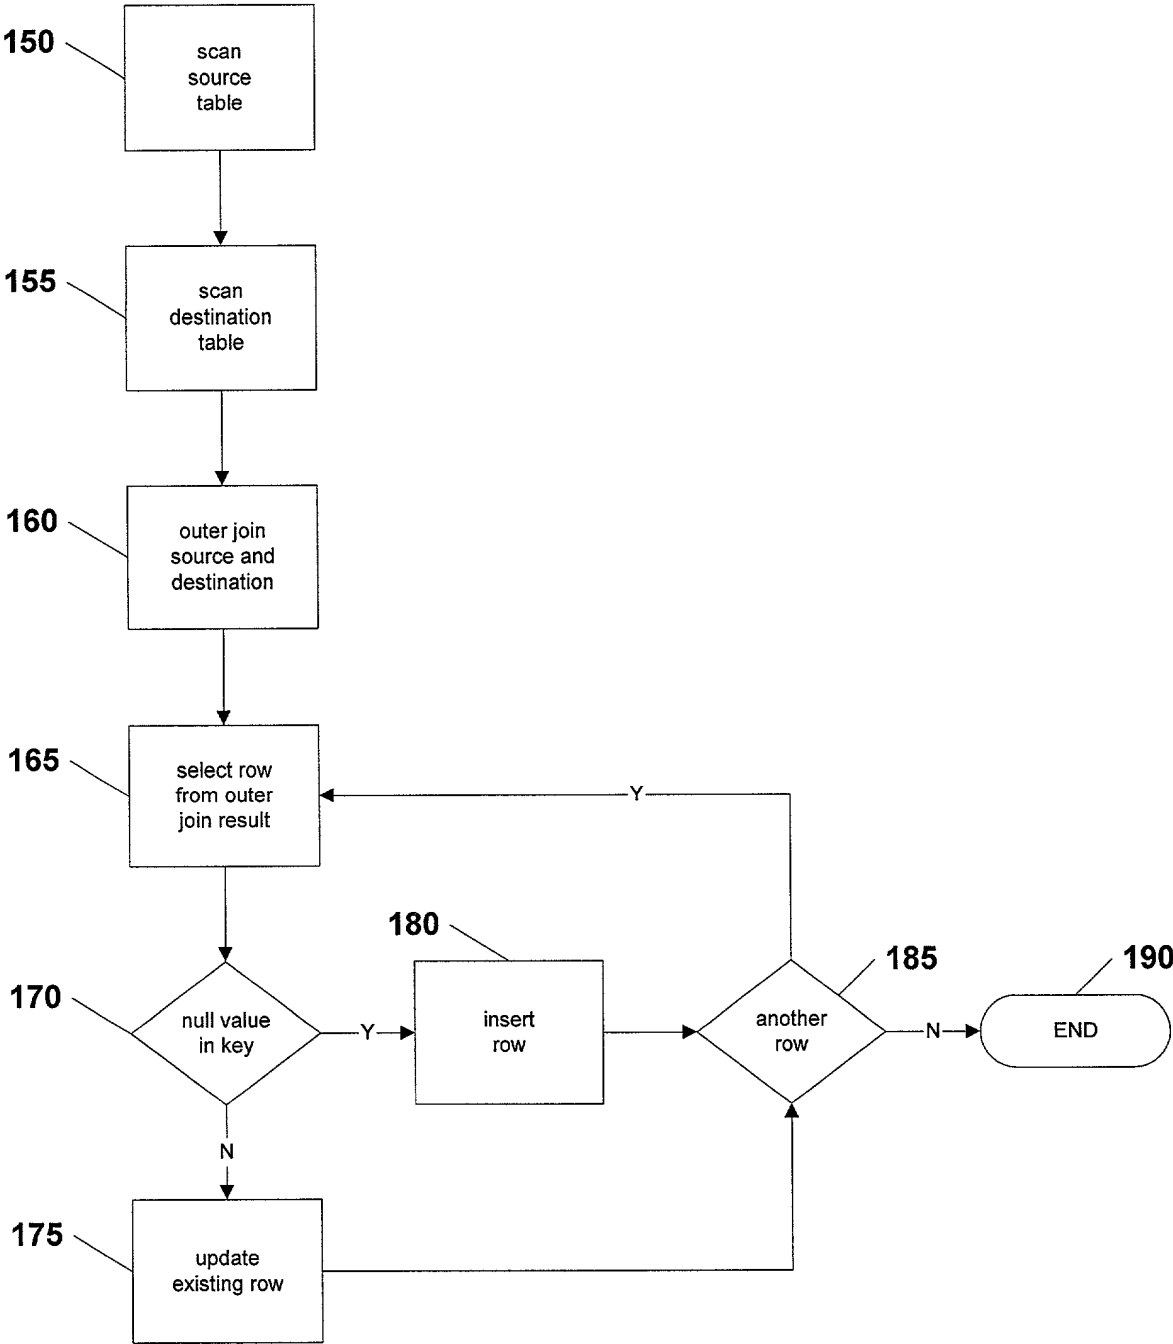 150
scan
source
table
155
scan
destination
table
160
outer join
source and
destination
165
select row
from outer
join result
Y
180
185
190
170
null value
in key
Y
insert
row
another
row
N
END
N
175
update
existing row